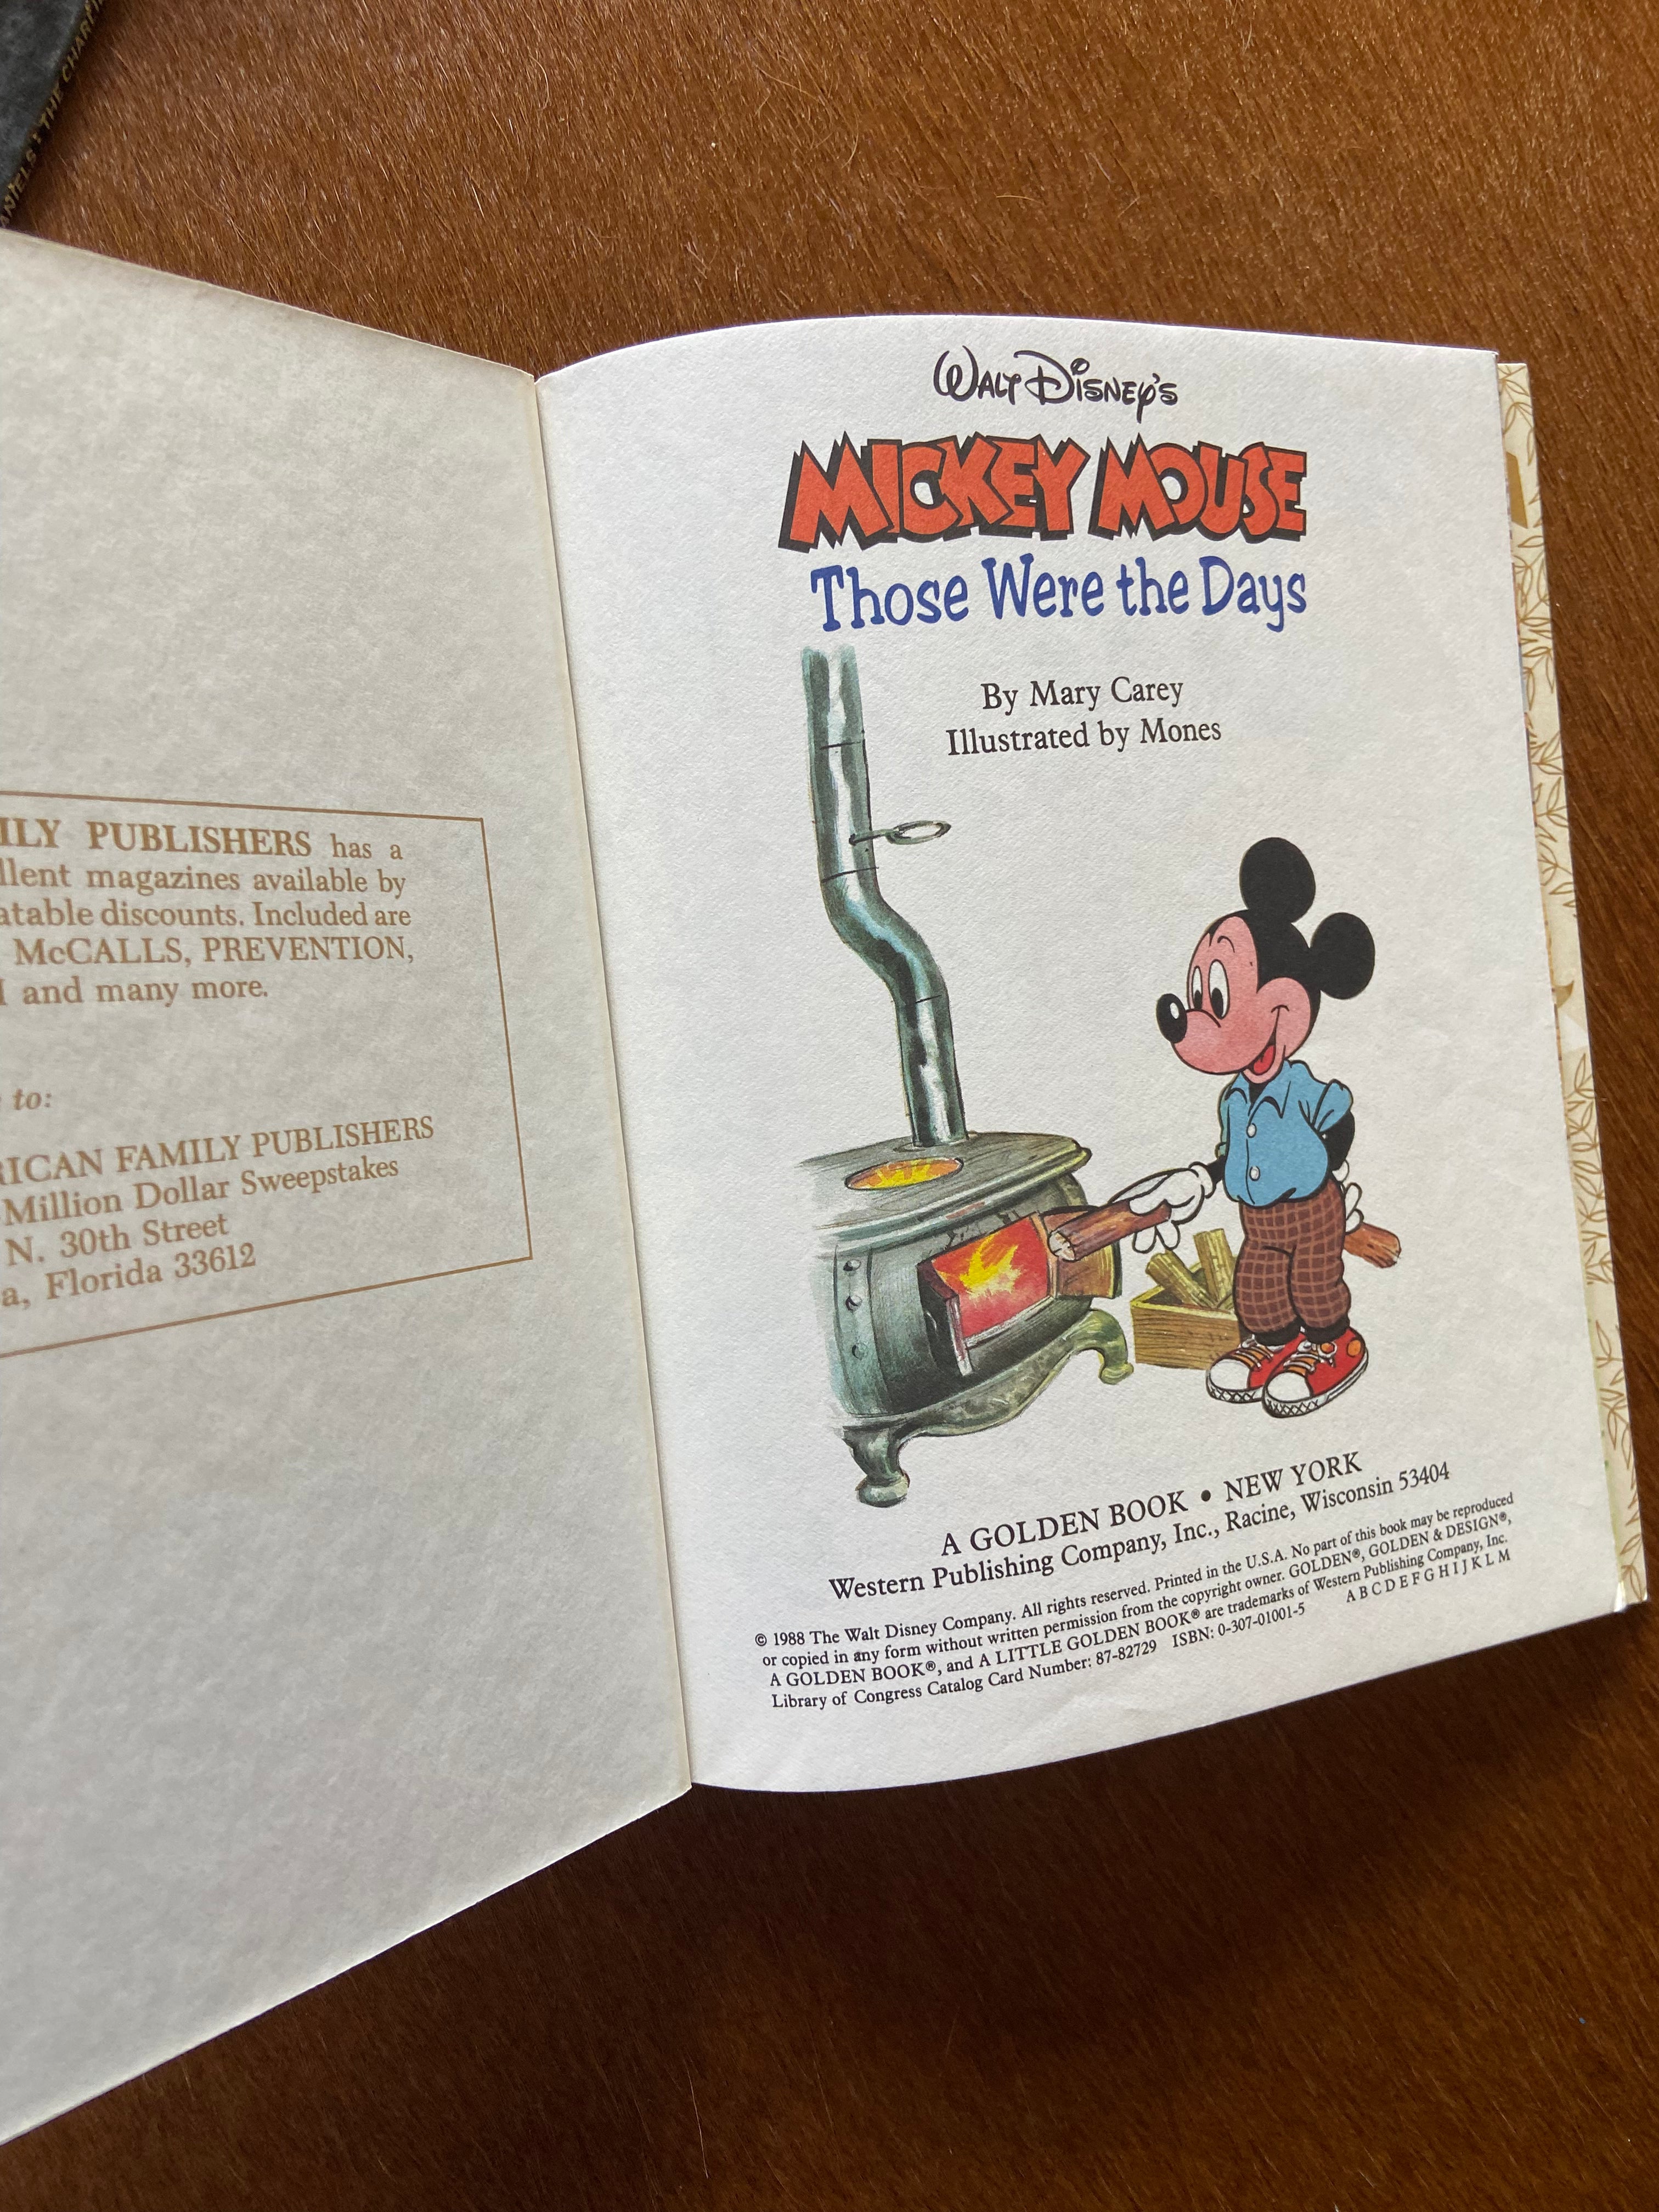 THE CHAR
ILY PUBLISHERS has a
llent magazines available by
atable discounts. Included are
McCALLS, PREVENTION,
and many more.
to:
RICAN FAMILY PUBLISHERS
Million Dollar Sweepstakes
N. 30th Street
a, Florida 33612
WALT DISNEY'S
MICKEY MOUSE
Those Were the Days
By Mary Carey
Illustrated by Mones
A GOLDEN BOOK • NEW YORK
Western Publishing Company, Inc., Racine, Wisconsin 53404
© 1988 The Walt Disney Company. All rights reserved. Printed in the U.S.A. No part of this book may be reproduced
or copied in any form without written permission from the copyright owner. GOLDEN®, GOLDEN & DESIGN®,
A GOLDEN BOOK®, and A LITTLE GOLDEN BOOK® are trademarks of Western Publishing Company, Inc.
Library of Congress Catalog Card Number: 87-82729 ISBN: 0-307-01001-5 A B C D E F G H I J K L M